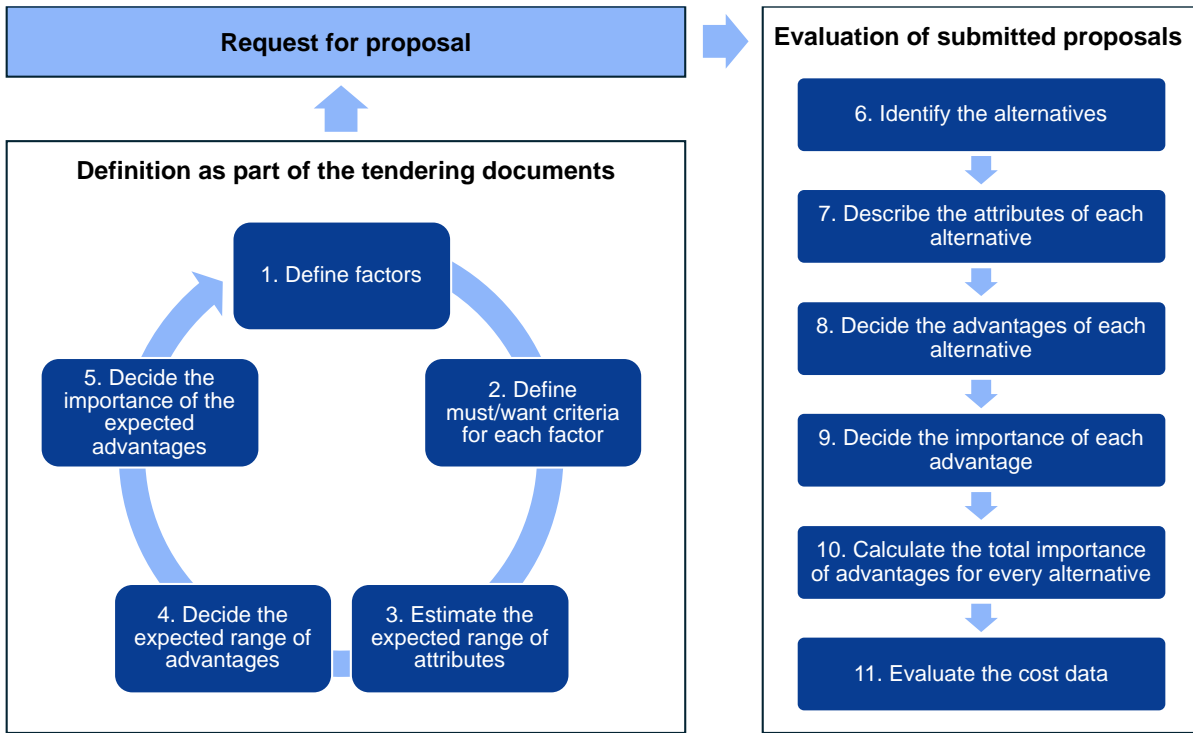 Request for proposal
Definition as part of the tendering documents
1. Define factors
2. Define
must/want criteria
for each factor
3. Estimate the
expected range of
attributes
4. Decide the
expected range of
advantages
5. Decide the
importance of the
expected
advantages
Evaluation of submitted proposals
6. Identify the alternatives
7. Describe the attributes of each
alternative
8. Decide the advantages of each
alternative
9. Decide the importance of each
advantage
10. Calculate the total importance
of advantages for every alternative
11. Evaluate the cost data